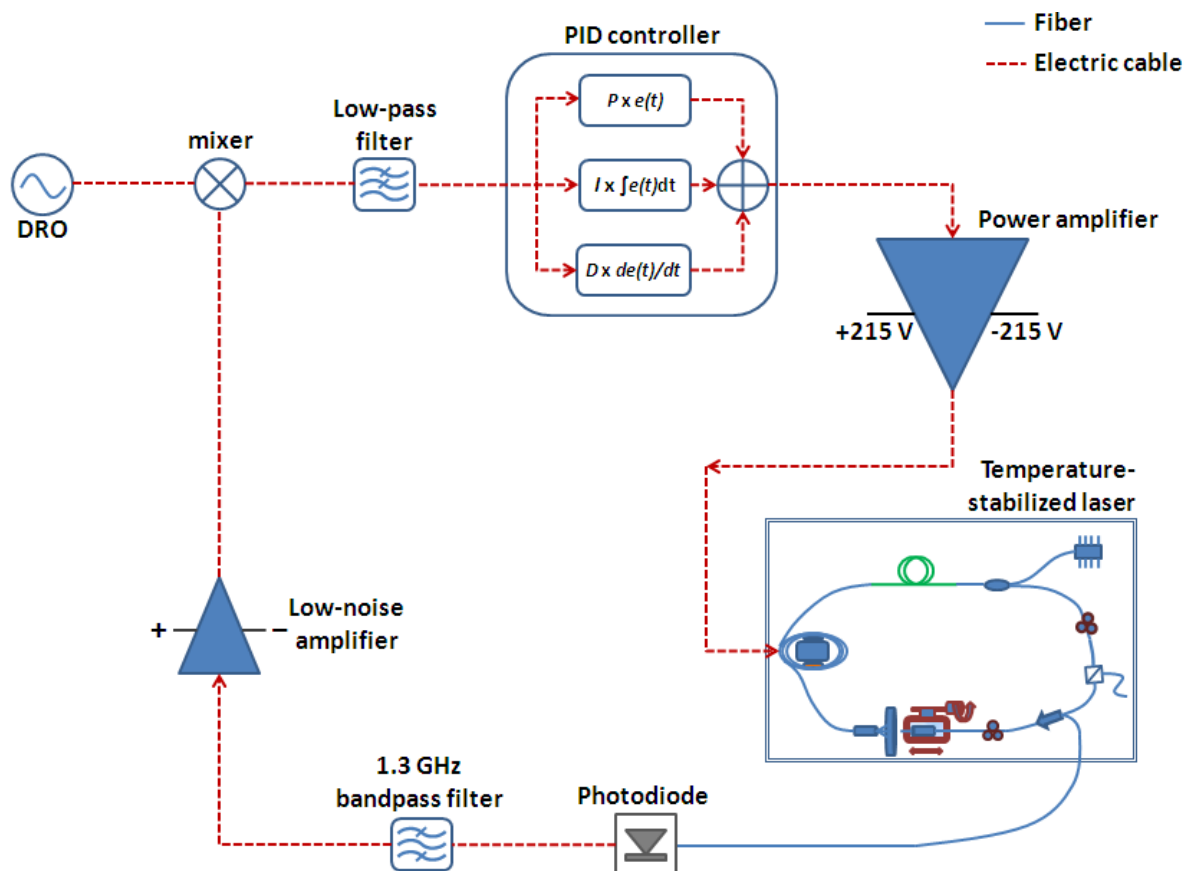 Fiber
Electric cable
PID controller
P x e(t)
I x ∫e(t)dt
D x de(t)/dt
Low-pass
filter
mixer
DRO
Power amplifier
+215 V
-215 V
Temperature-
stabilized laser
+
−
Low-noise
amplifier
1.3 GHz
bandpass filter
Photodiode